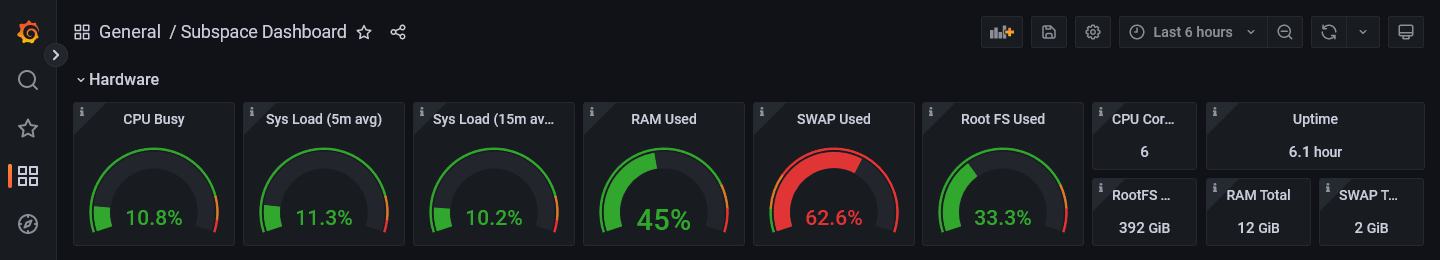 General / Subspace Dashboard
Last 6 hours
Hardware
CPU Busy
10.8%
Sys Load (5m avg)
11.3%
Sys Load (15m av...
10.2%
RAM Used
45%
SWAP Used
62.6%
Root FS Used
33.3%
CPU Cor...
6
Uptime
6.1 hour
RootFS ...
392 GiB
RAM Total
12 GiB
SWAP T...
2 GiB